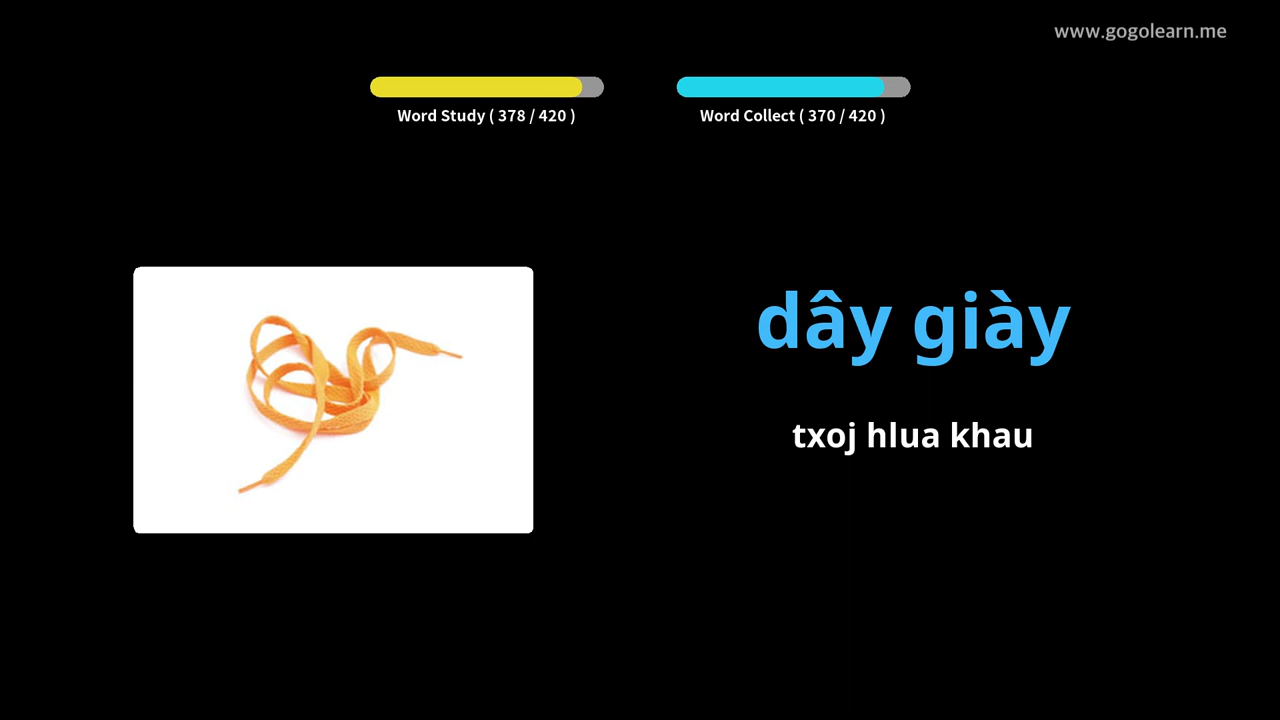 www.gogolearn.me
Word Study ( 378 / 420 )
Word Collect ( 370 / 420 )
dây giày
txoj hlua khau